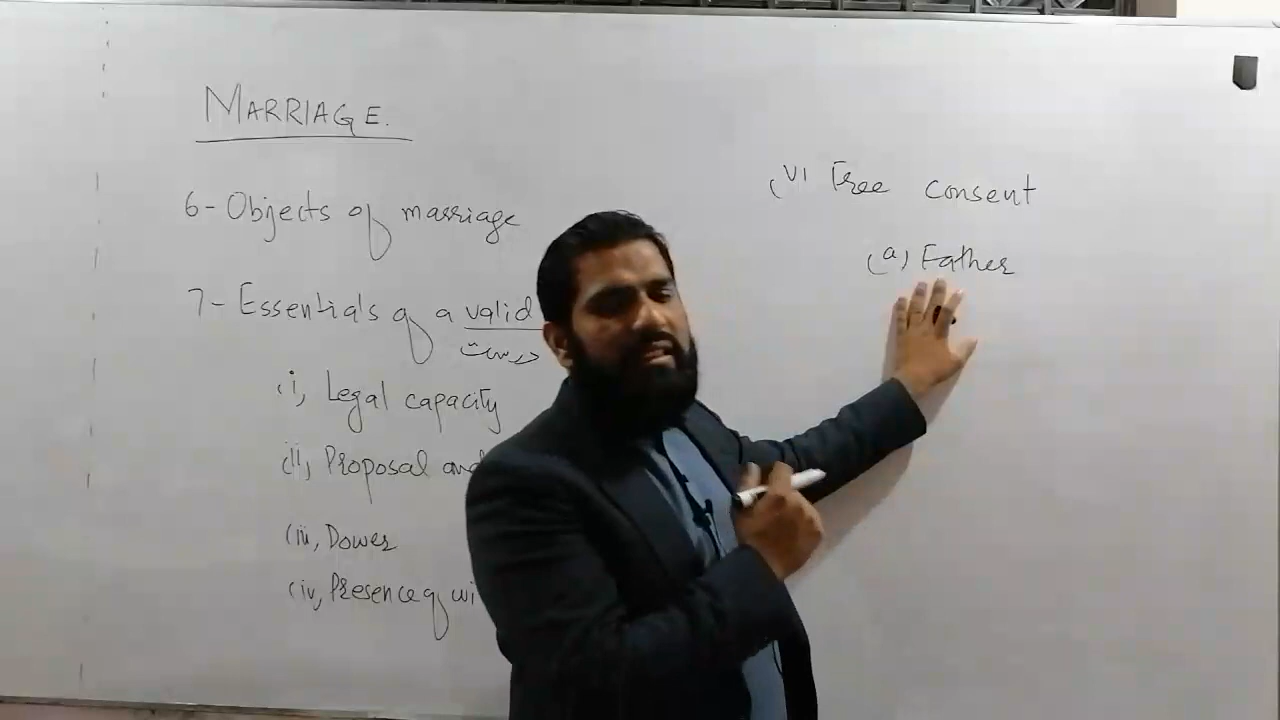 MARRIAGE.
6- Objects of marriage
7- Essentials of a valid
درست
(i, Legal capacity
(ii, Proposal and
(iii, Dower
(iv, Presence of wi
(v) Free consent
(a) Father